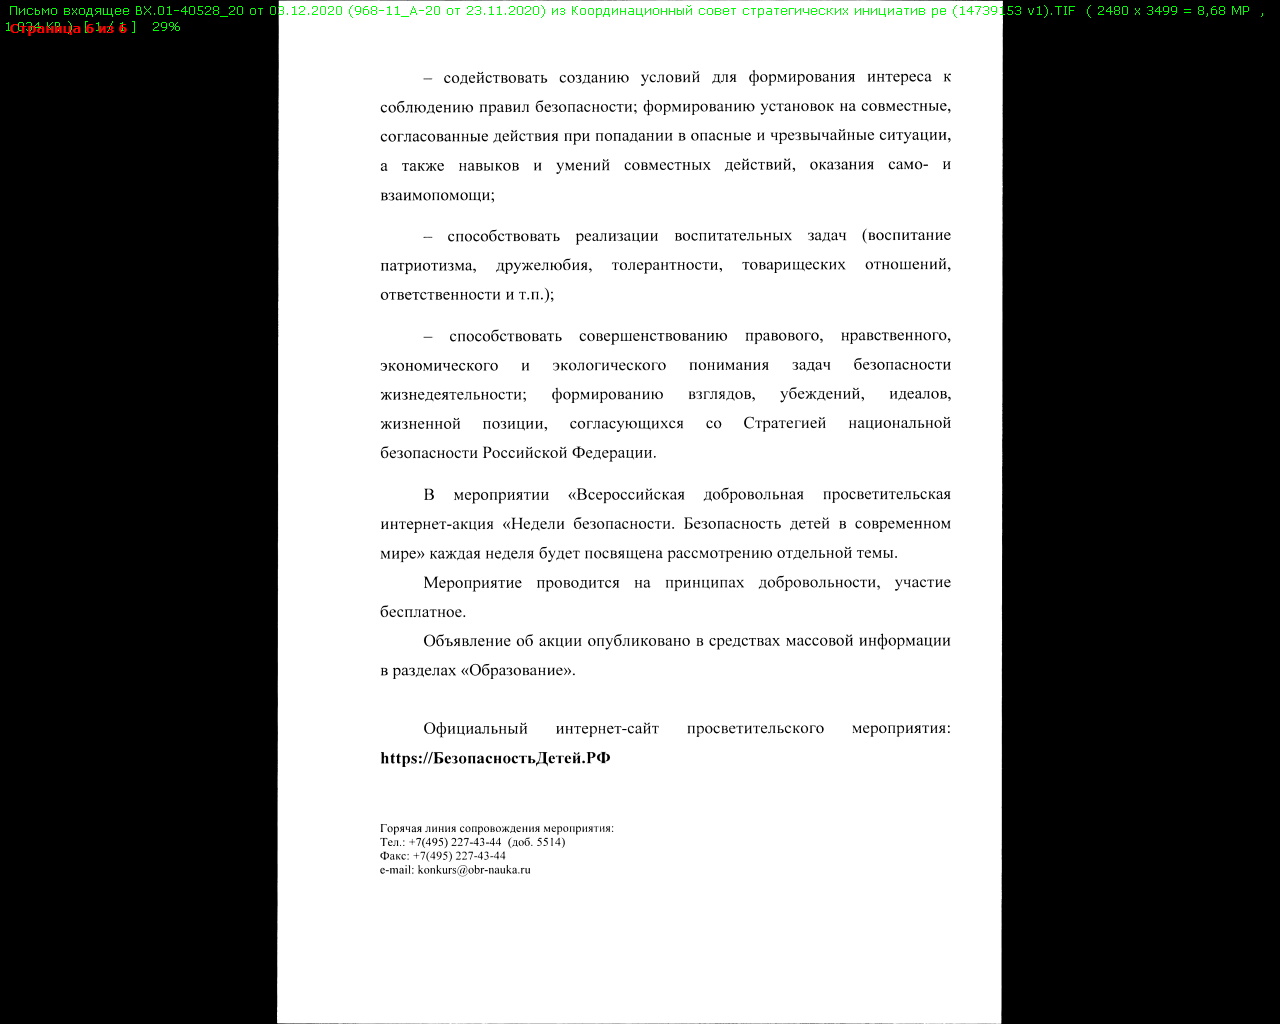 Письмо входящее ВХ.01-40528_20 от 03.12.2020 (968-11_А-20 от 23.11.2020) из Координационный совет стратегических инициатив ре (14739153 v1).TIF ( 2480 x 3499 = 8,68 MP ,
[ 1 / 1 ] 29%
Страница 6 из 6
– содействовать созданию условий для формирования интереса к
соблюдению правил безопасности; формированию установок на совместные,
согласованные действия при попадании в опасные и чрезвычайные ситуации,
а также навыков и умений совместных действий, оказания само- и
взаимопомощи;
– способствовать реализации воспитательных задач (воспитание
патриотизма, дружелюбия, толерантности, товарищеских отношений,
ответственности и т.п.);
– способствовать совершенствованию правового, нравственного,
экономического и экологического понимания задач безопасности
жизнедеятельности; формированию взглядов, убеждений, идеалов,
жизненной позиции, согласующихся со Стратегией национальной
безопасности Российской Федерации.
В мероприятии «Всероссийская добровольная просветительская
интернет-акция «Недели безопасности. Безопасность детей в современном
мире» каждая неделя будет посвящена рассмотрению отдельной темы.
Мероприятие проводится на принципах добровольности, участие
бесплатное.
Объявление об акции опубликовано в средствах массовой информации
в разделах «Образование».
Официальный интернет-сайт просветительского мероприятия:
https://БезопасностьДетей.РФ
Горячая линия сопровождения мероприятия:
Тел.: +7(495) 227-43-44 (доб. 5514)
Факс: +7(495) 227-43-44
e-mail: konkurs@obr-nauka.ru